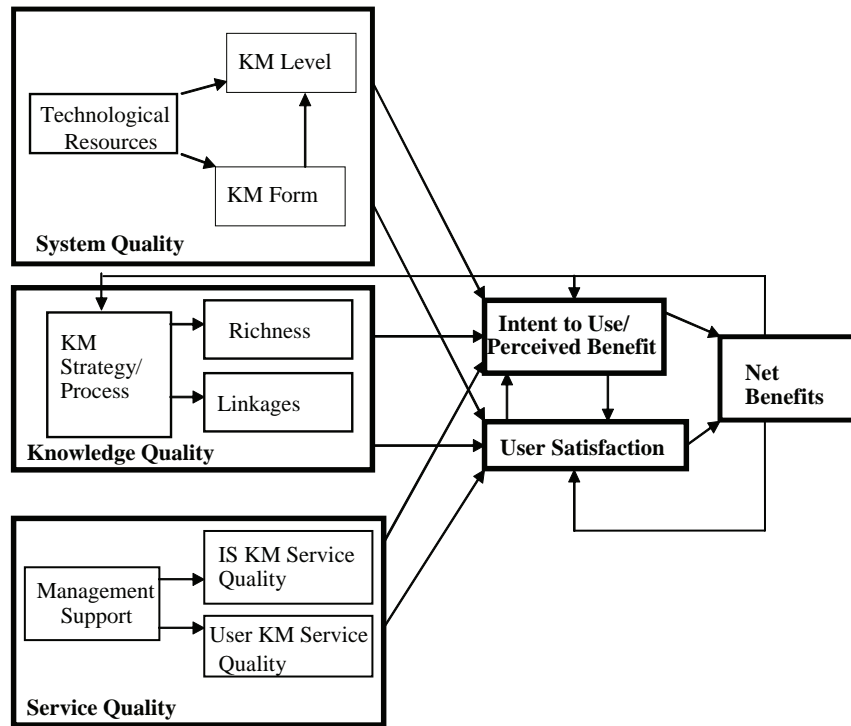 KM Level
Technological
Resources
KM Form
System Quality
KM
Strategy/
Process
Richness
Linkages
Knowledge Quality
Intent to Use/
Perceived Benefit
User Satisfaction
Net
Benefits
Management
Support
IS KM Service
Quality
User KM Service
Quality
Service Quality